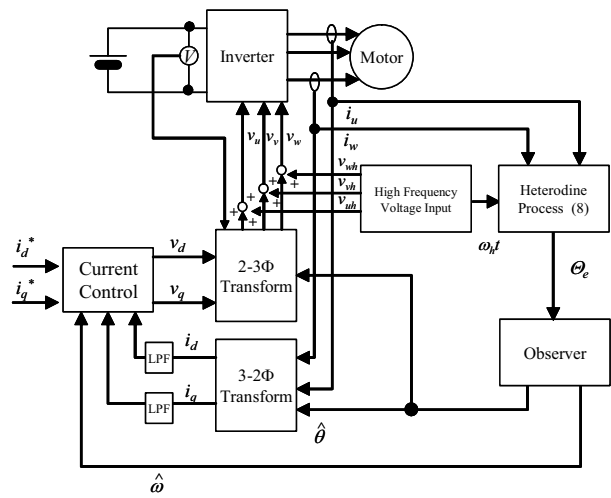 V
Inverter
Motor
v_u v_v v_w
i_u
i_w
+ +
+ +
+ +
v_wh
v_vh
v_uh
High Frequency
Voltage Input
ω_h t
Heterodine
Process (8)
i_d*
i_q*
Current
Control
v_d
v_q
2-3Φ
Transform
Θ_e
LPF
i_d
LPF
i_q
3-2Φ
Transform
Observer
θ̂
ω̂